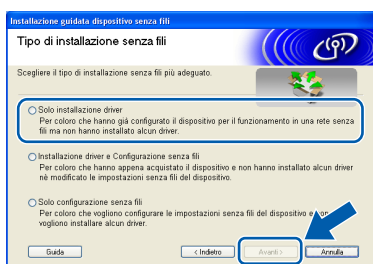 Installazione guidata dispositivo senza fili
Tipo di installazione senza fili
Scegliere il tipo di installazione senza fili più adeguato.
Solo installazione driver
Per coloro che hanno già configurato il dispositivo per il funzionamento in una rete senza
fili ma non hanno installato alcun driver.
Installazione driver e Configurazione senza fili
Per coloro che hanno appena acquistato il dispositivo e non hanno installato alcun driver
né modificato le impostazioni senza fili del dispositivo.
Solo configurazione senza fili
Per coloro che vogliono configurare le impostazioni senza fili del dispositivo e non
vogliono installare alcun driver.
Guida
< Indietro
Avanti >
Annulla